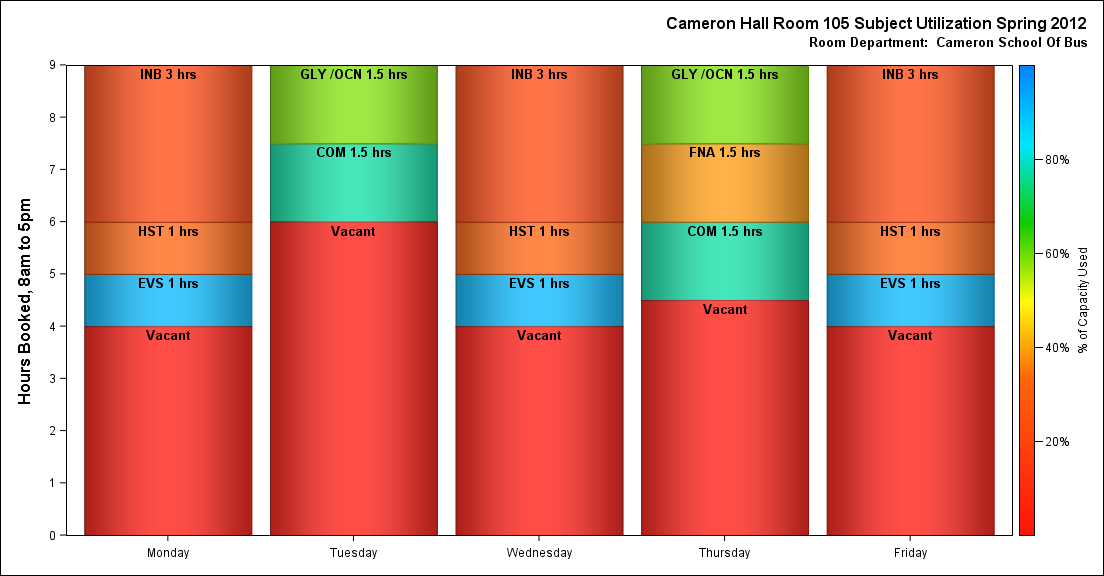 Cameron Hall Room 105 Subject Utilization Spring 2012
Room Department:  Cameron School Of Bus
Hours Booked, 8am to 5pm
9
8
7
6
5
4
3
2
1
0
INB 3 hrs
HST 1 hrs
EVS 1 hrs
Vacant
GLY /OCN 1.5 hrs
COM 1.5 hrs
Vacant
INB 3 hrs
HST 1 hrs
EVS 1 hrs
Vacant
GLY /OCN 1.5 hrs
FNA 1.5 hrs
COM 1.5 hrs
Vacant
INB 3 hrs
HST 1 hrs
EVS 1 hrs
Vacant
Monday
Tuesday
Wednesday
Thursday
Friday
80%
60%
40%
20%
% of Capacity Used